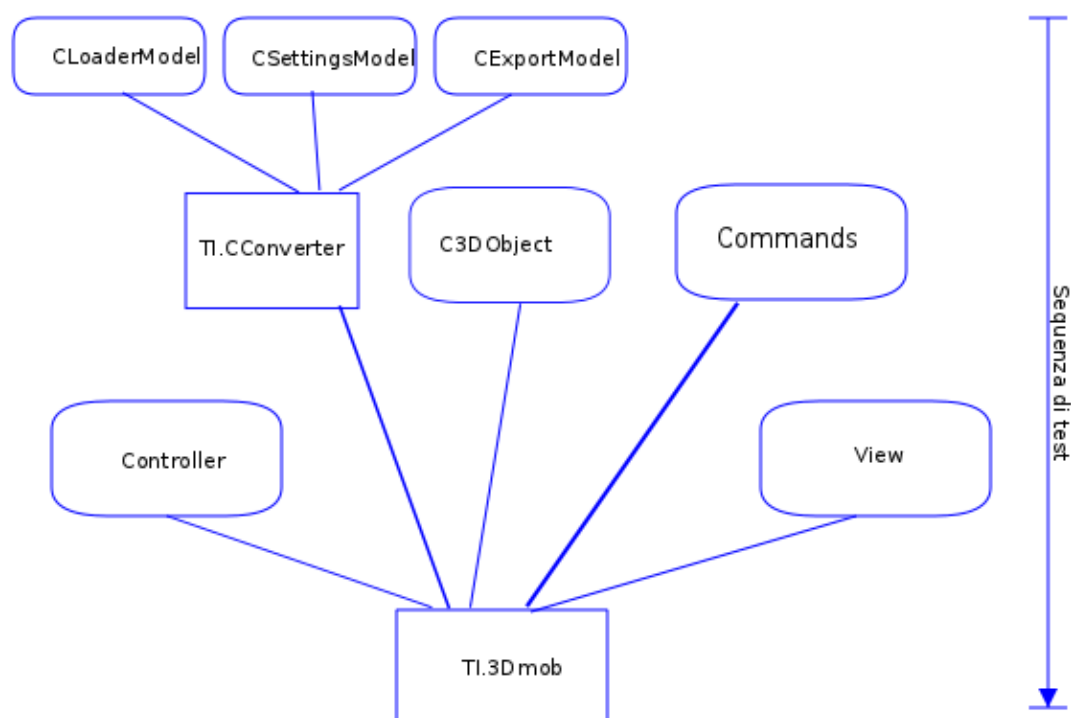 CLoaderModel
CSettingsModel
CExportModel
TI.CConverter
C3DObject
Commands
Sequenza di test
Controller
View
TI.3Dmob